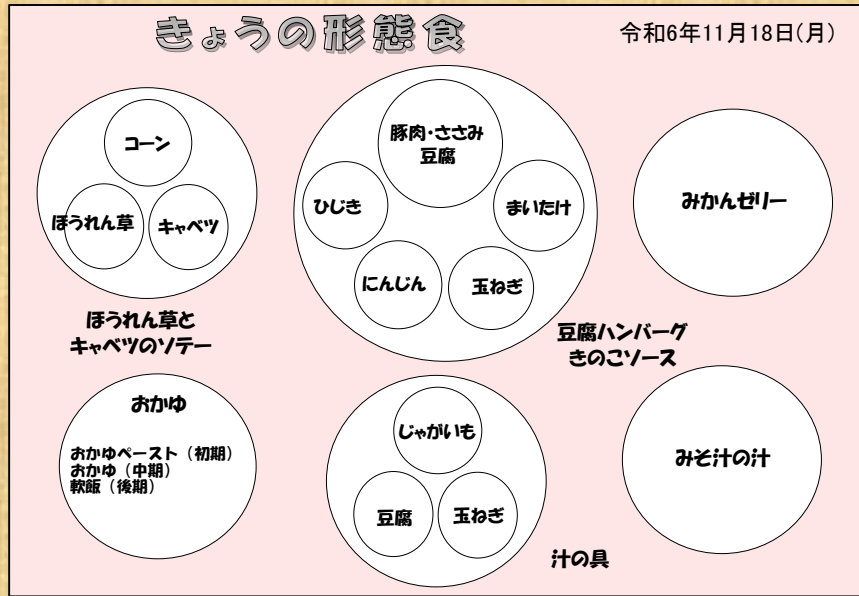 きょうの形態食
令和6年11月18日(月)
コーン
ほうれん草
キャベツ
ほうれん草と
キャベツのソテー
豚肉・ささみ
豆腐
ひじき
まいたけ
にんじん
玉ねぎ
豆腐ハンバーグ
きのこソース
みかんゼリー
おかゆ
おかゆペースト（初期）
おかゆ（中期）
軟飯（後期）
じゃがいも
豆腐
玉ねぎ
汁の具
みそ汁の汁